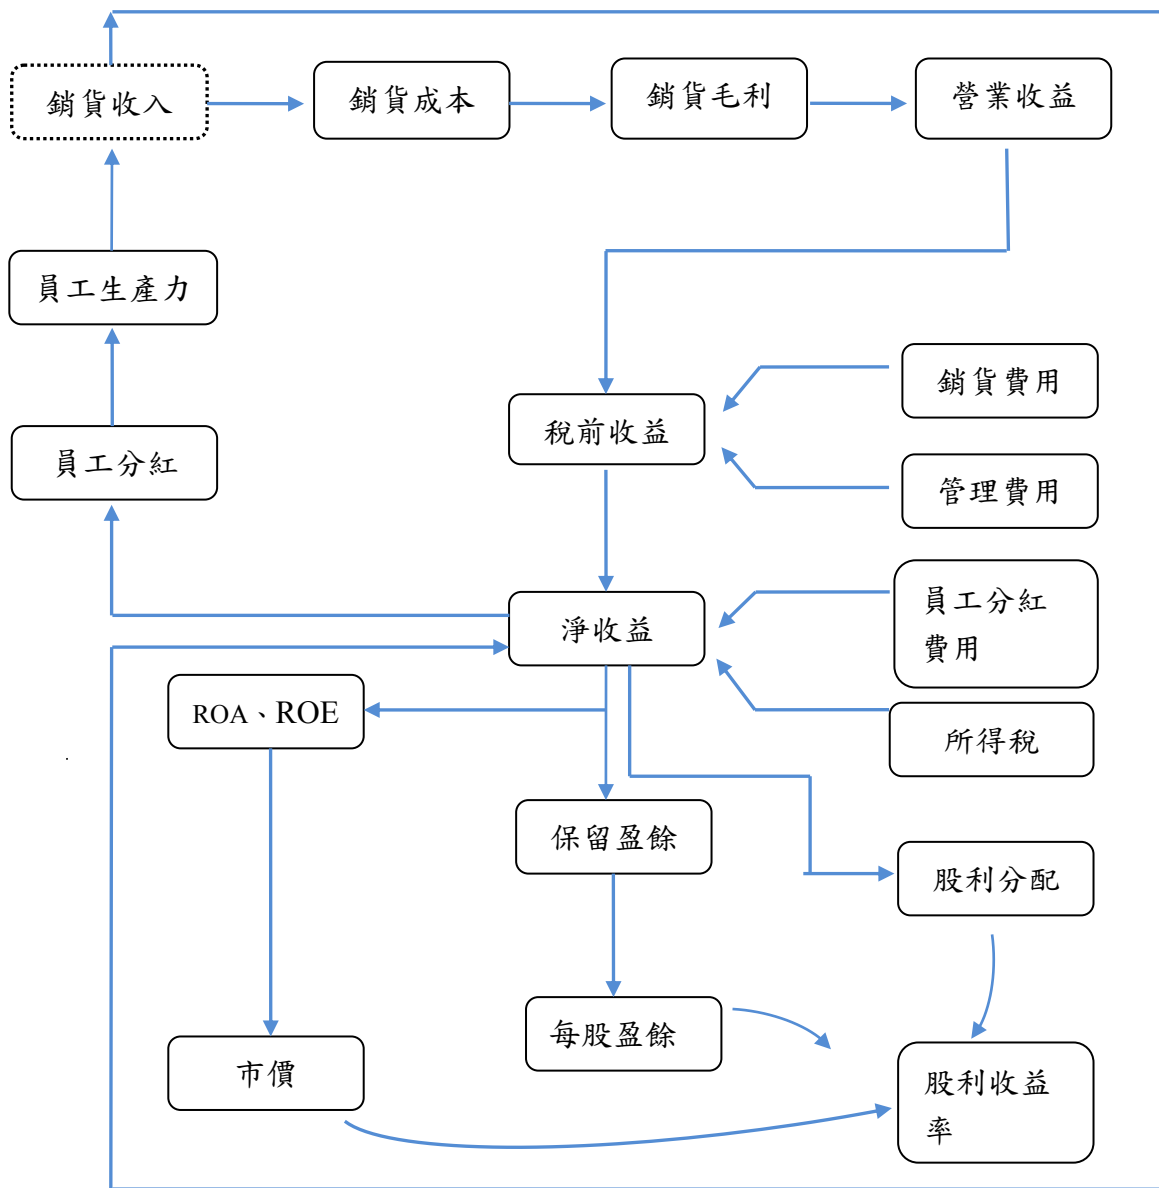 銷貨收入
銷貨成本
銷貨毛利
營業收益
員工生產力
銷貨費用
稅前收益
員工分紅
管理費用
員工分紅
費用
淨收益
ROA、ROE
所得稅
保留盈餘
股利分配
每股盈餘
市價
股利收益
率